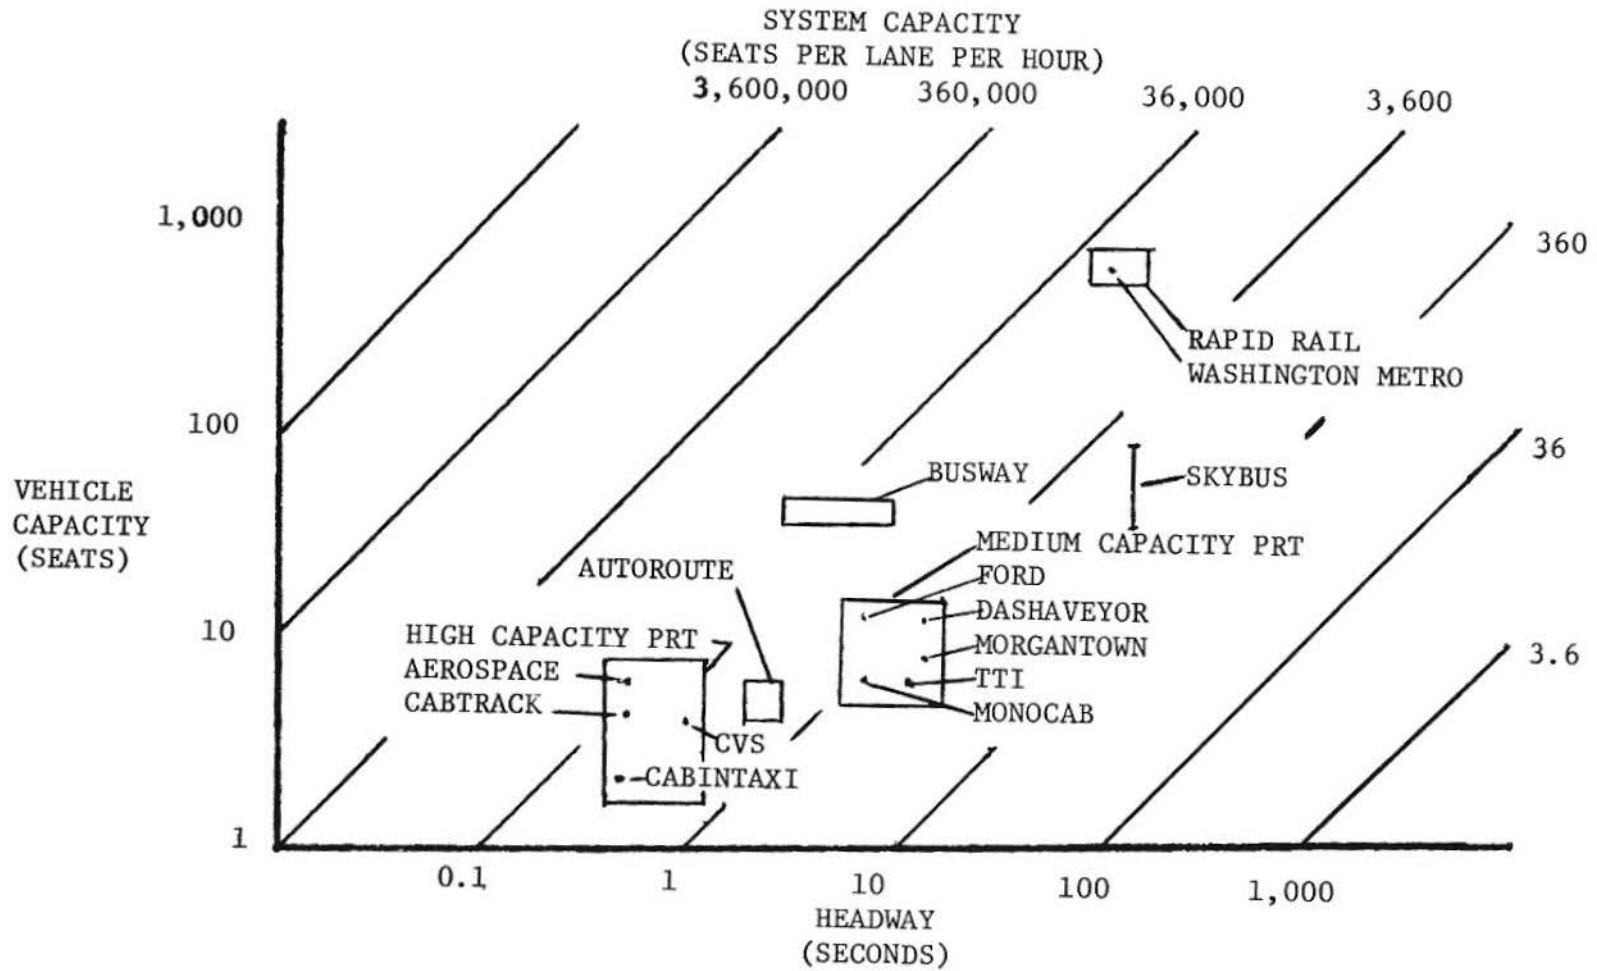 SYSTEM CAPACITY
(SEATS PER LANE PER HOUR)
3,600,000 360,000 36,000 3,600
1,000
360
RAPID RAIL
WASHINGTON METRO
100
36
BUSWAY
SKYBUS
VEHICLE
CAPACITY
(SEATS)
MEDIUM CAPACITY PRT
AUTOROUTE
FORD
DASHAVEYOR
10
HIGH CAPACITY PRT
MORGANTOWN
3.6
AEROSPACE
TTI
CABTRACK
MONOCAB
CVS
CABINTAXI
1
0.1 1 10 100 1,000
HEADWAY
(SECONDS)